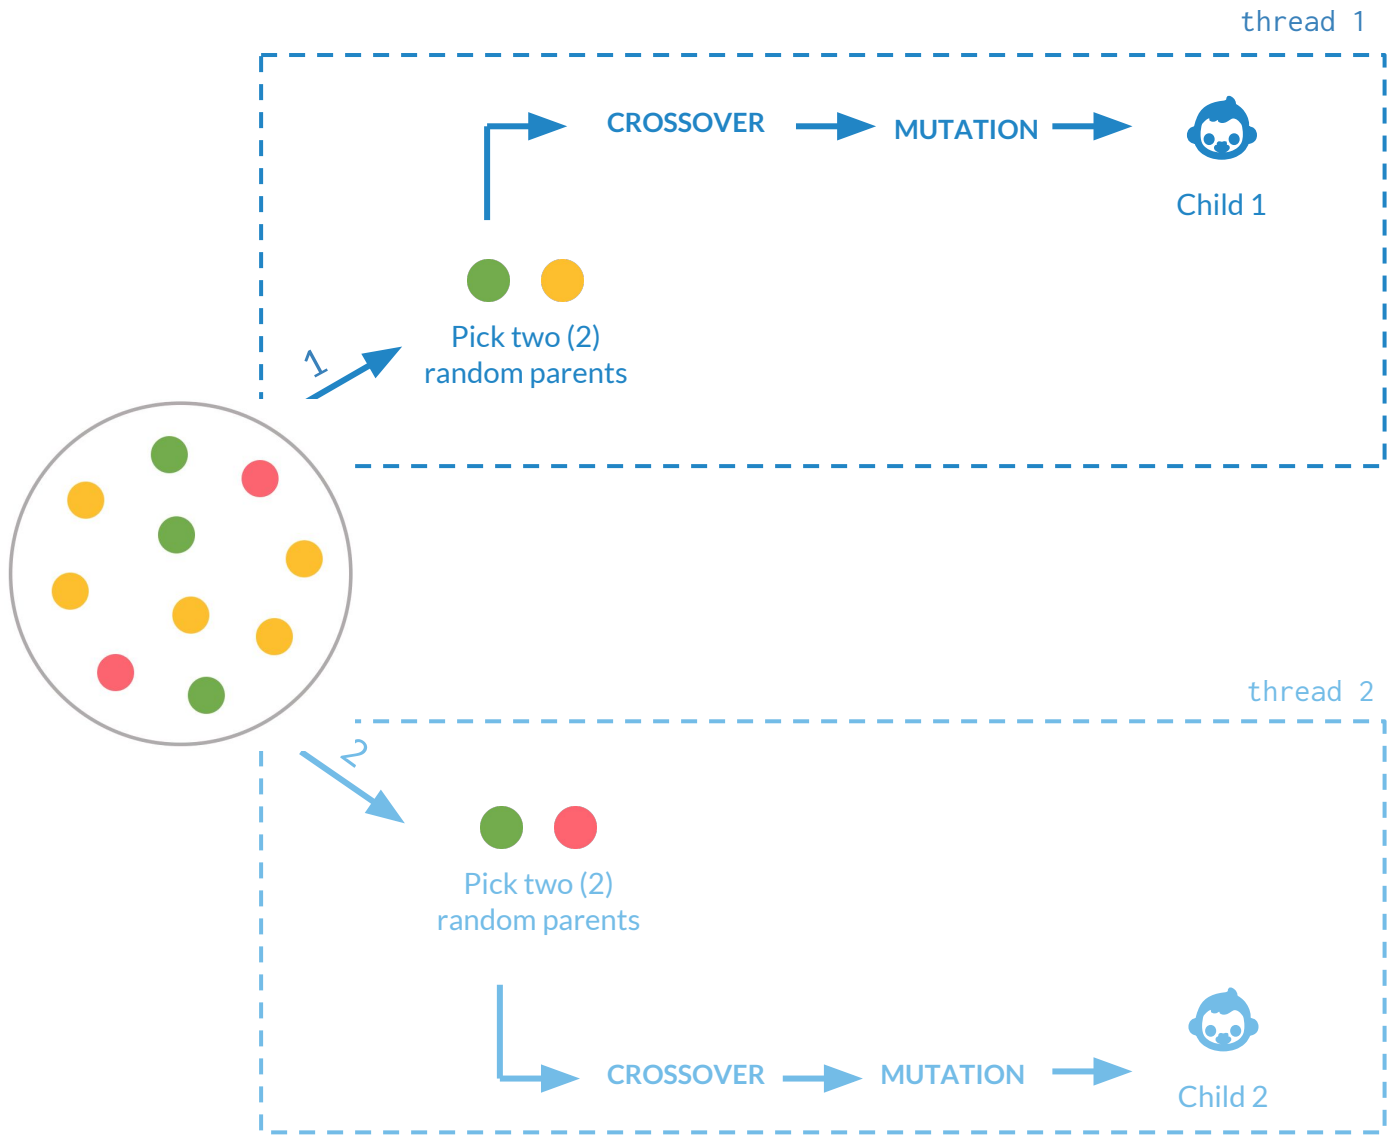 thread 1
CROSSOVER
MUTATION
Child 1
Pick two (2)
random parents
1
thread 2
2
Pick two (2)
random parents
CROSSOVER
MUTATION
Child 2